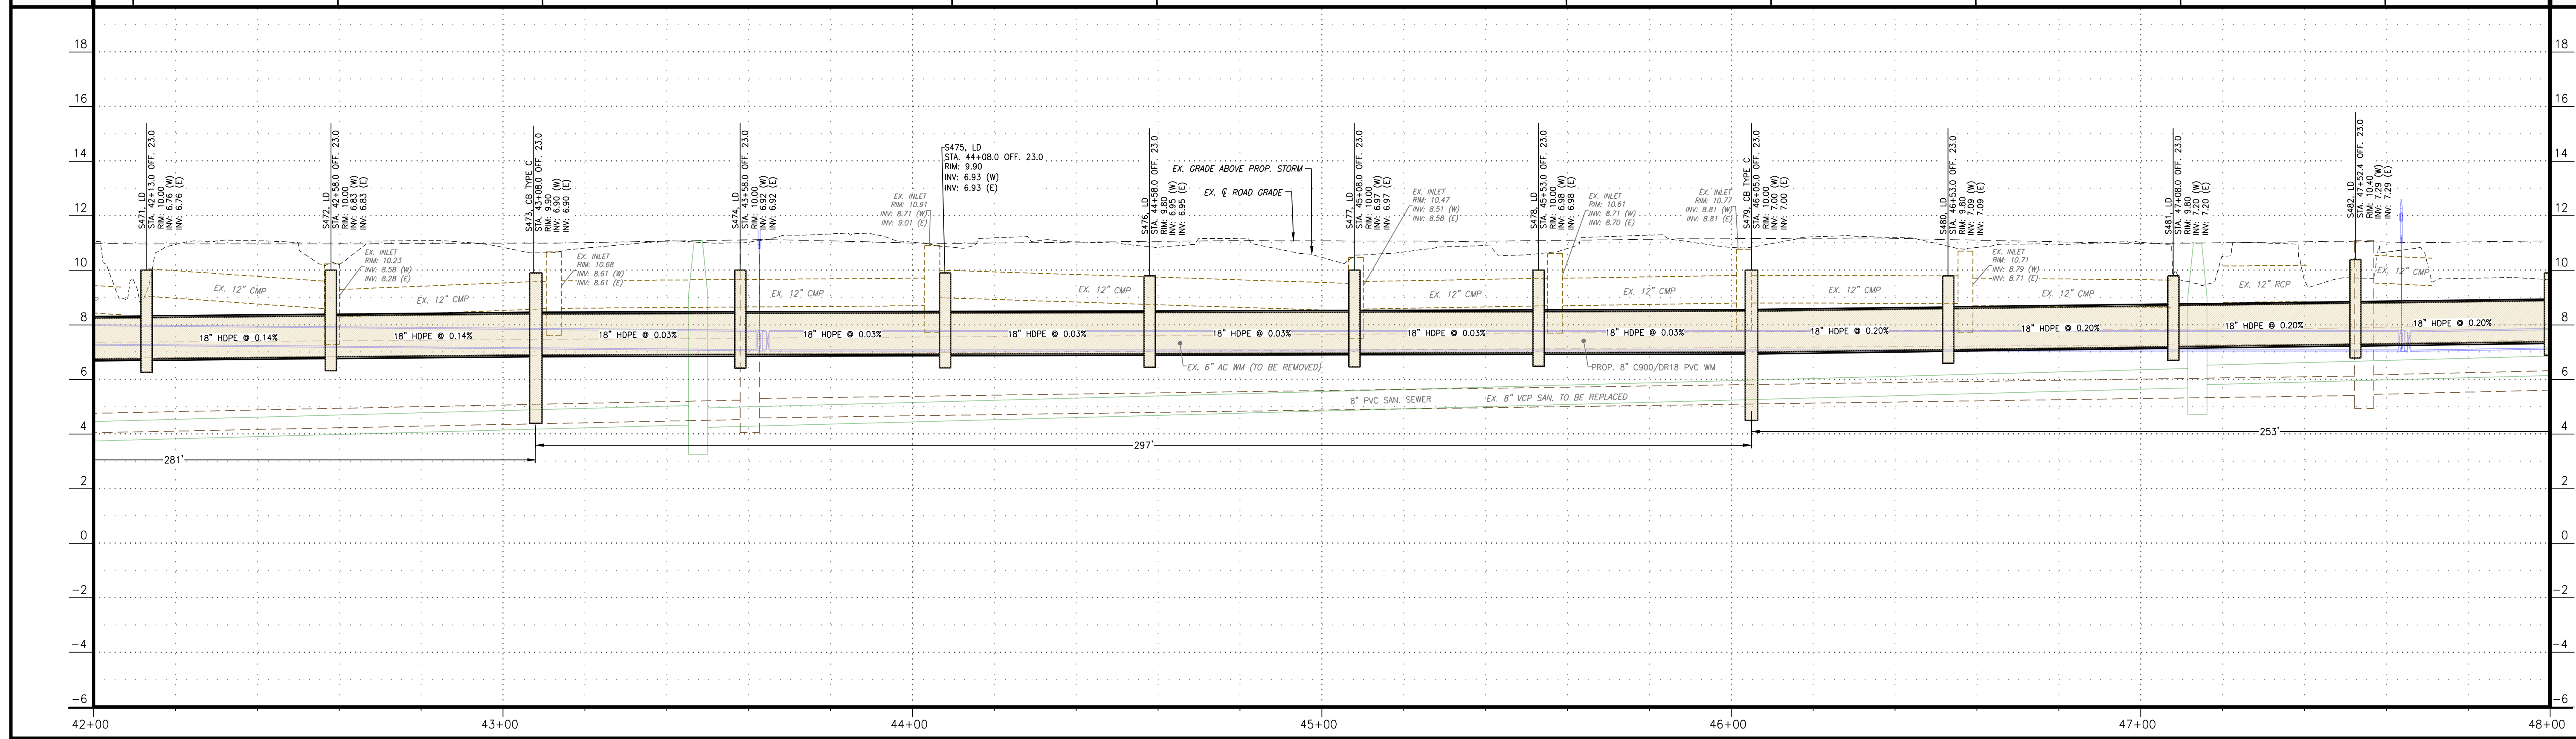 18
16
14
12
10
8
6
4
2
0
-2
-4
-6
18
16
14
12
10
8
6
4
2
0
-2
-4
-6
S471, LD
STA. 42+13.0 OFF. 23.0
RIM: 10.00
INV: 6.76 (W)
INV: 6.76 (E)
S472, LD
STA. 42+58.0 OFF. 23.0
RIM: 10.00
INV: 6.83 (W)
INV: 6.83 (E)
EX. INLET
RIM: 10.23
INV: 8.58 (W)
INV: 8.28 (E)
S473, CB TYPE C
STA. 43+08.0 OFF. 23.0
RIM: 9.90
INV: 6.90 (W)
INV: 6.90 (E)
EX. INLET
RIM: 10.68
INV: 8.61 (W)
INV: 8.61 (E)
S474, LD
STA. 43+58.0 OFF. 23.0
RIM: 10.00
INV: 6.92 (W)
INV: 6.92 (E)
EX. INLET
RIM: 10.91
INV: 8.71 (W)
INV: 9.01 (E)
S475, LD
STA. 44+08.0 OFF. 23.0
RIM: 9.90
INV: 6.93 (W)
INV: 6.93 (E)
S476, LD
STA. 44+58.0 OFF. 23.0
RIM: 9.80
INV: 6.95 (W)
INV: 6.95 (E)
EX. GRADE ABOVE PROP. STORM
EX. ℄ ROAD GRADE
S477, LD
STA. 45+08.0 OFF. 23.0
RIM: 10.00
INV: 6.97 (W)
INV: 6.97 (E)
EX. INLET
RIM: 10.47
INV: 8.51 (W)
INV: 8.58 (E)
S478, LD
STA. 45+53.0 OFF. 23.0
RIM: 10.00
INV: 6.98 (W)
INV: 6.98 (E)
EX. INLET
RIM: 10.61
INV: 8.71 (W)
INV: 8.70 (E)
EX. INLET
RIM: 10.77
INV: 8.81 (W)
INV: 8.81 (E)
S479, CB TYPE C
STA. 46+05.0 OFF. 23.0
RIM: 10.00
INV: 7.00 (W)
INV: 7.00 (E)
S480, LD
STA. 46+53.0 OFF. 23.0
RIM: 9.80
INV: 7.09 (W)
INV: 7.09 (E)
EX. INLET
RIM: 10.71
INV: 8.79 (W)
INV: 8.71 (E)
S481, LD
STA. 47+08.0 OFF. 23.0
RIM: 9.80
INV: 7.20 (W)
INV: 7.20 (E)
S482, LD
STA. 47+52.4 OFF. 23.0
RIM: 10.40
INV: 7.29 (W)
INV: 7.29 (E)
EX. 12" CMP
EX. 12" CMP
EX. 12" CMP
EX. 12" CMP
EX. 12" CMP
EX. 12" CMP
EX. 12" CMP
EX. 12" CMP
EX. 12" RCP
EX. 12" CMP
18" HDPE @ 0.14%
18" HDPE @ 0.14%
18" HDPE @ 0.03%
18" HDPE @ 0.03%
18" HDPE @ 0.03%
18" HDPE @ 0.03%
18" HDPE @ 0.03%
18" HDPE @ 0.03%
18" HDPE @ 0.20%
18" HDPE @ 0.20%
18" HDPE @ 0.20%
18" HDPE @ 0.20%
EX. 6" AC WM (TO BE REMOVED)
PROP. 8" C900/DR18 PVC WM
8" PVC SAN. SEWER
EX. 8" VCP SAN. TO BE REPLACED
281'
297'
253'
42+00
43+00
44+00
45+00
46+00
47+00
48+00